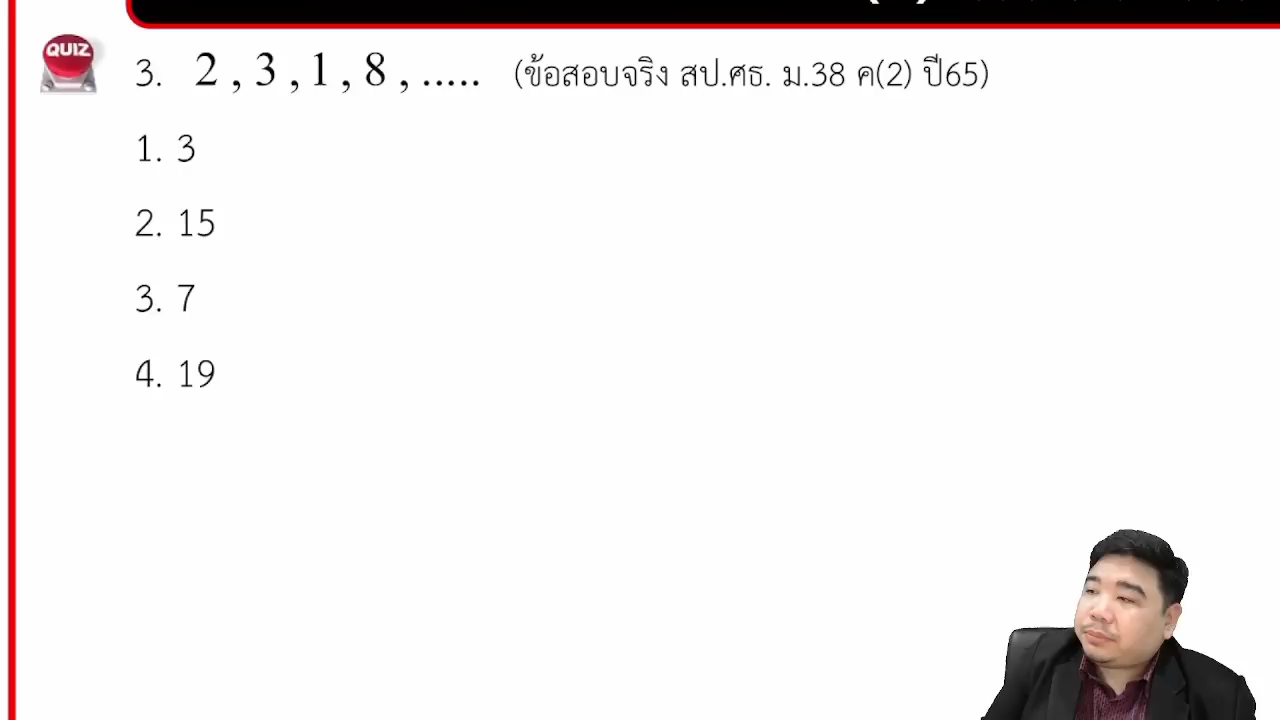 QUIZ
3. 2 , 3 , 1 , 8 , ..... (ข้อสอบจริง สป.ศธ. ม.38 ค(2) ปี65)
1. 3
2. 15
3. 7
4. 19